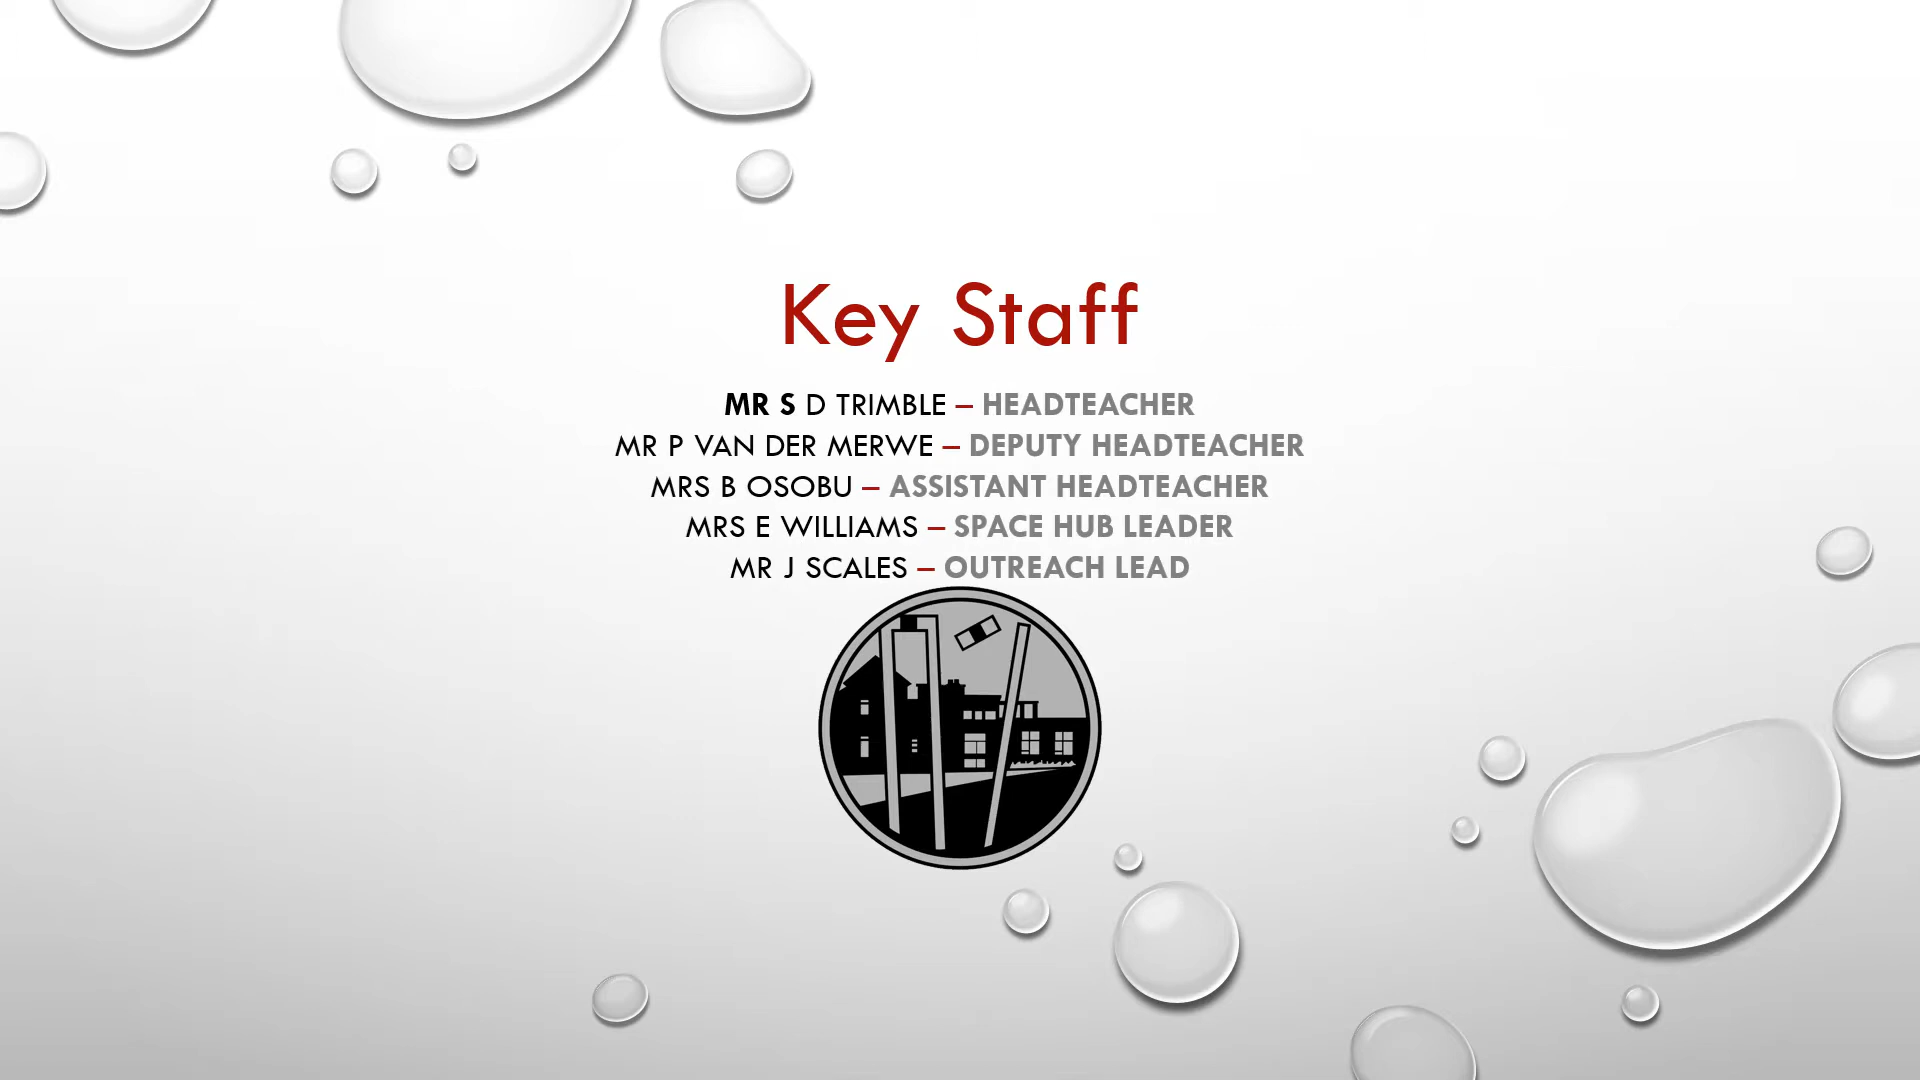 Key Staff
MR S D TRIMBLE – HEADTEACHER
MR P VAN DER MERWE – DEPUTY HEADTEACHER
MRS B OSOBU – ASSISTANT HEADTEACHER
MRS E WILLIAMS – SPACE HUB LEADER
MR J SCALES – OUTREACH LEAD